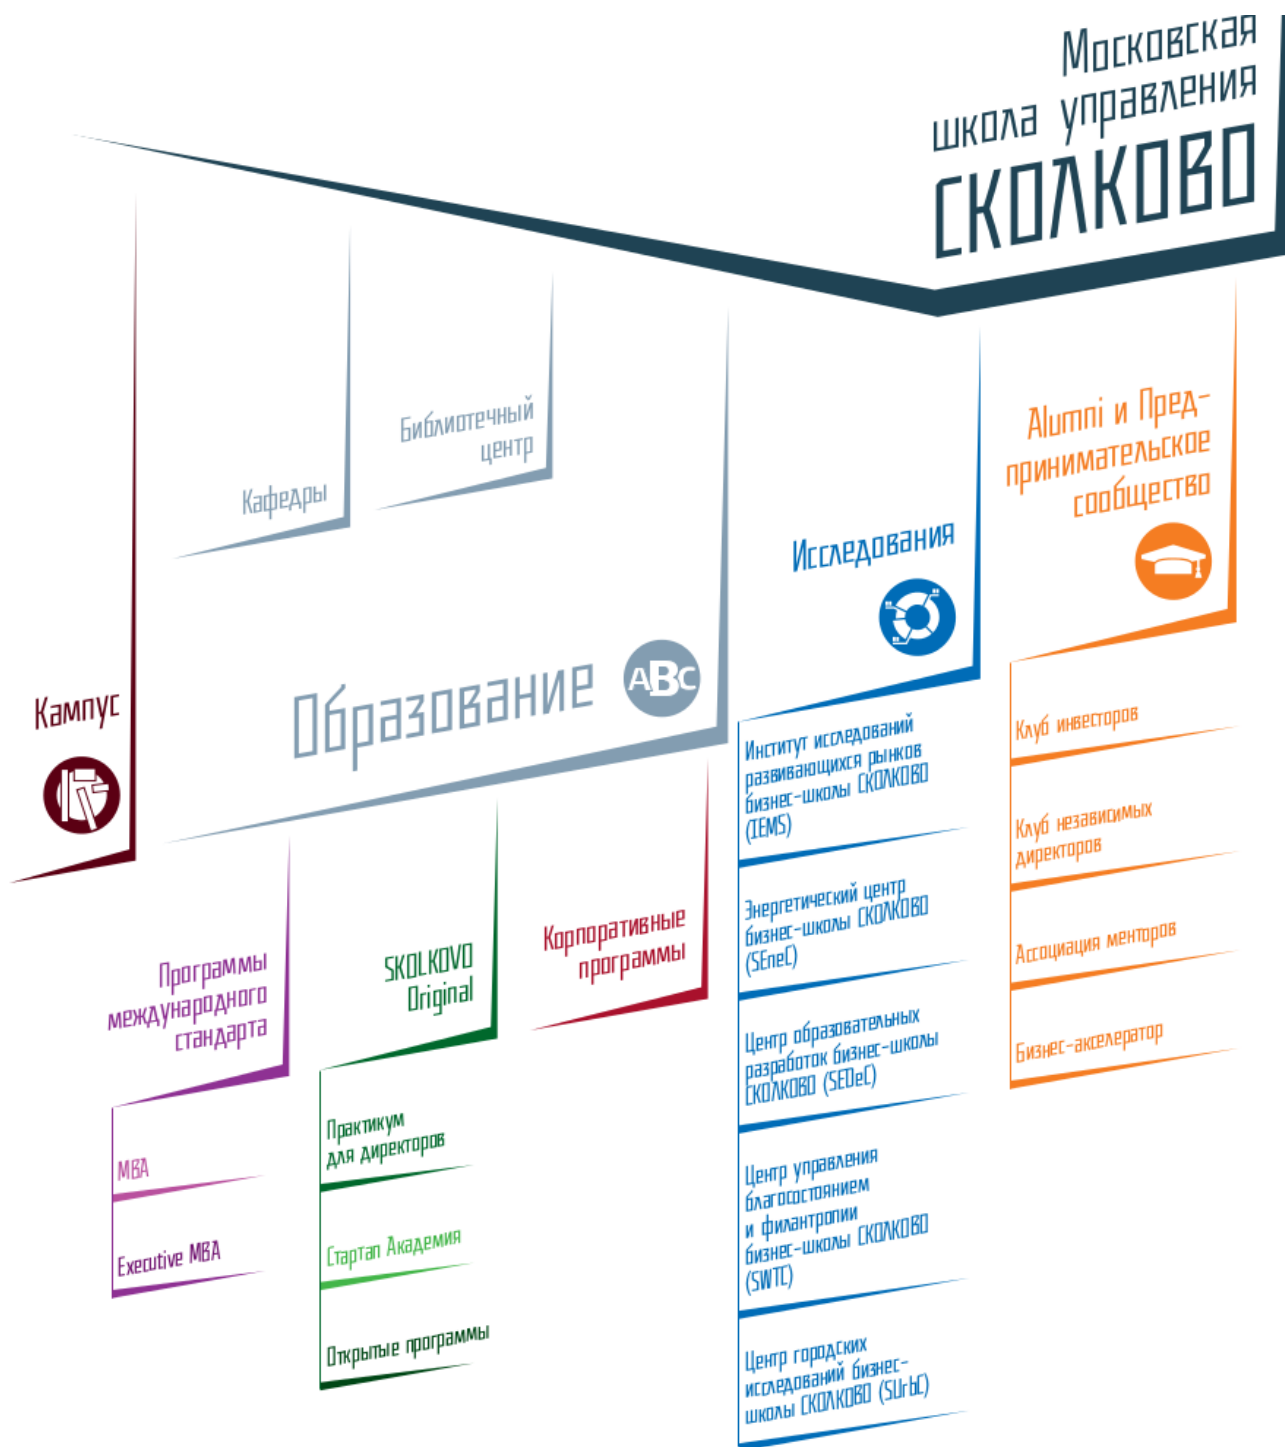 Московская
школа управления
СКОЛКОВО
Кампус
Кафедры
Библиотечный
центр
Образование
ABC
Программы
международного
стандарта
MBA
Executive MBA
SKOLKOVO
Original
Практикум
для директоров
Стартап Академия
Открытые программы
Корпоративные
программы
Исследования
Институт исследований
развивающихся рынков
бизнес-школы СКОЛКОВО
(IEMS)
Энергетический центр
бизнес-школы СКОЛКОВО
(SEneC)
Центр образовательных
разработок бизнес-школы
СКОЛКОВО (SEDeC)
Центр управления
благосостоянием
и филантропии
бизнес-школы СКОЛКОВО
(SWTC)
Центр городских
исследований бизнес-
школы СКОЛКОВО (SUrbC)
Alumni и Пред-
принимательское
сообщество
Клуб инвесторов
Клуб независимых
директоров
Ассоциация менторов
Бизнес-акселератор